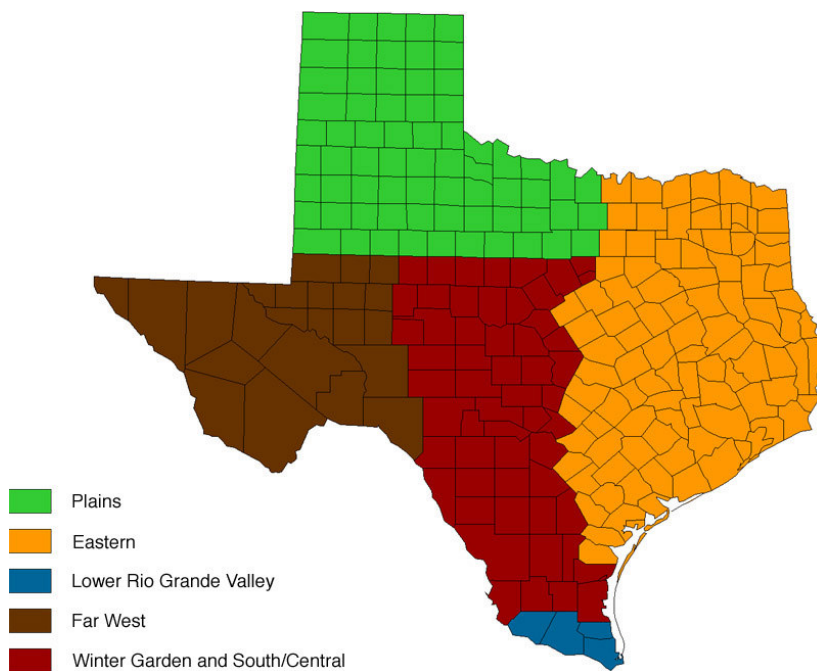 Plains
Eastern
Lower Rio Grande Valley
Far West
Winter Garden and South/Central